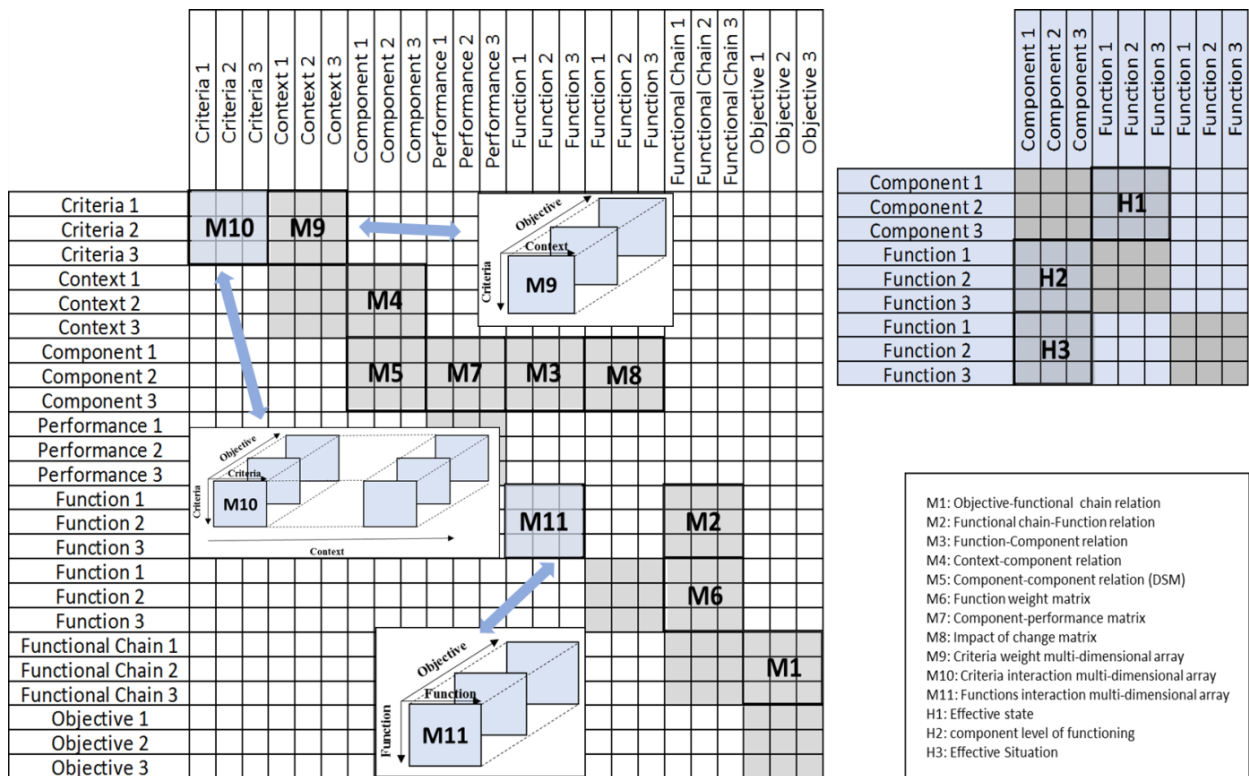 Criteria 1
Criteria 2
Criteria 3
Context 1
Context 2
Context 3
Component 1
Component 2
Component 3
Performance 1
Performance 2
Performance 3
Function 1
Function 2
Function 3
Function 1
Function 2
Function 3
Functional Chain 1
Functional Chain 2
Functional Chain 3
Objective 1
Objective 2
Objective 3
Criteria 1
Criteria 2
Criteria 3
Context 1
Context 2
Context 3
Component 1
Component 2
Component 3
Performance 1
Performance 2
Performance 3
Function 1
Function 2
Function 3
Function 1
Function 2
Function 3
Functional Chain 1
Functional Chain 2
Functional Chain 3
Objective 1
Objective 2
Objective 3
M10
M9
M4
M5
M7
M3
M8
M11
M2
M6
M1
Objective
Context
Criteria
M9
Objective
Criteria
Criteria
M10
Context
Objective
Function
Function
M11
Component 1
Component 2
Component 3
Function 1
Function 2
Function 3
Function 1
Function 2
Function 3
Component 1
Component 2
Component 3
Function 1
Function 2
Function 3
Function 1
Function 2
Function 3
H1
H2
H3
M1: Objective-functional chain relation
M2: Functional chain-Function relation
M3: Function-Component relation
M4: Context-component relation
M5: Component-component relation (DSM)
M6: Function weight matrix
M7: Component-performance matrix
M8: Impact of change matrix
M9: Criteria weight multi-dimensional array
M10: Criteria interaction multi-dimensional array
M11: Functions interaction multi-dimensional array
H1: Effective state
H2: component level of functioning
H3: Effective Situation